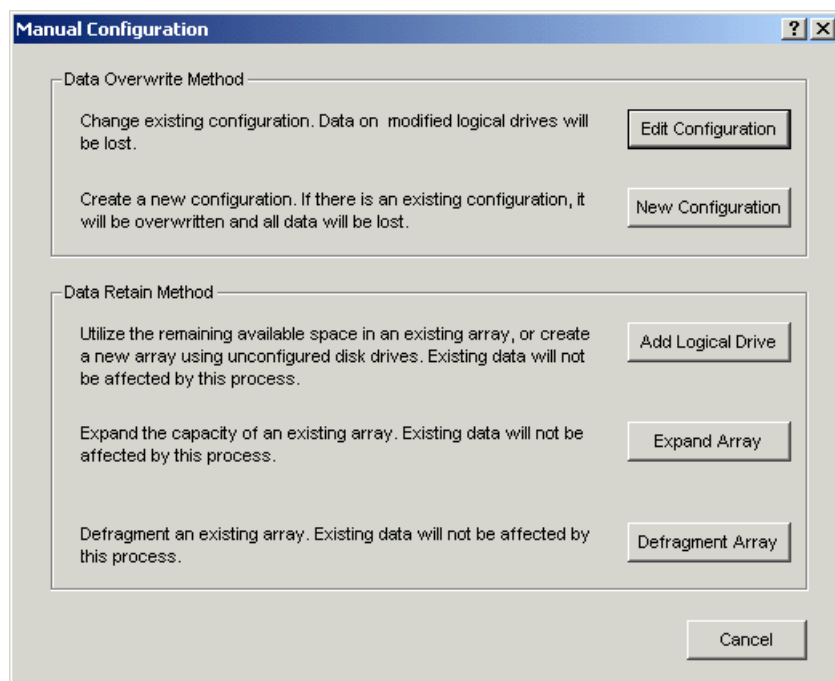 Manual Configuration
Data Overwrite Method
Change existing configuration. Data on  modified logical drives will
be lost.
Edit Configuration
Create a new configuration. If there is an existing configuration, it
will be overwritten and all data will be lost.
New Configuration
Data Retain Method
Utilize the remaining available space in an existing array, or create
a new array using unconfigured disk drives. Existing data will not
be affected by this process.
Add Logical Drive
Expand the capacity of an existing array. Existing data will not be
affected by this process.
Expand Array
Defragment an existing array. Existing data will not be affected by
this process.
Defragment Array
Cancel